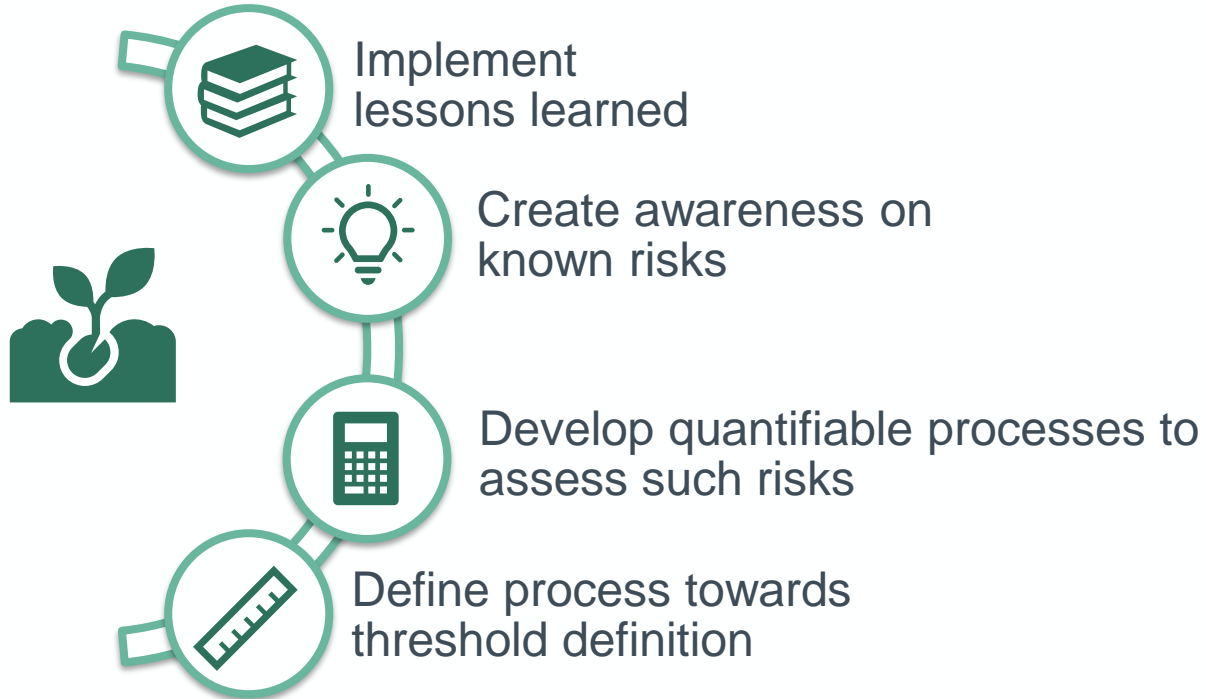 Implement
lessons learned
Create awareness on
known risks
Develop quantifiable processes to
assess such risks
Define process towards
threshold definition